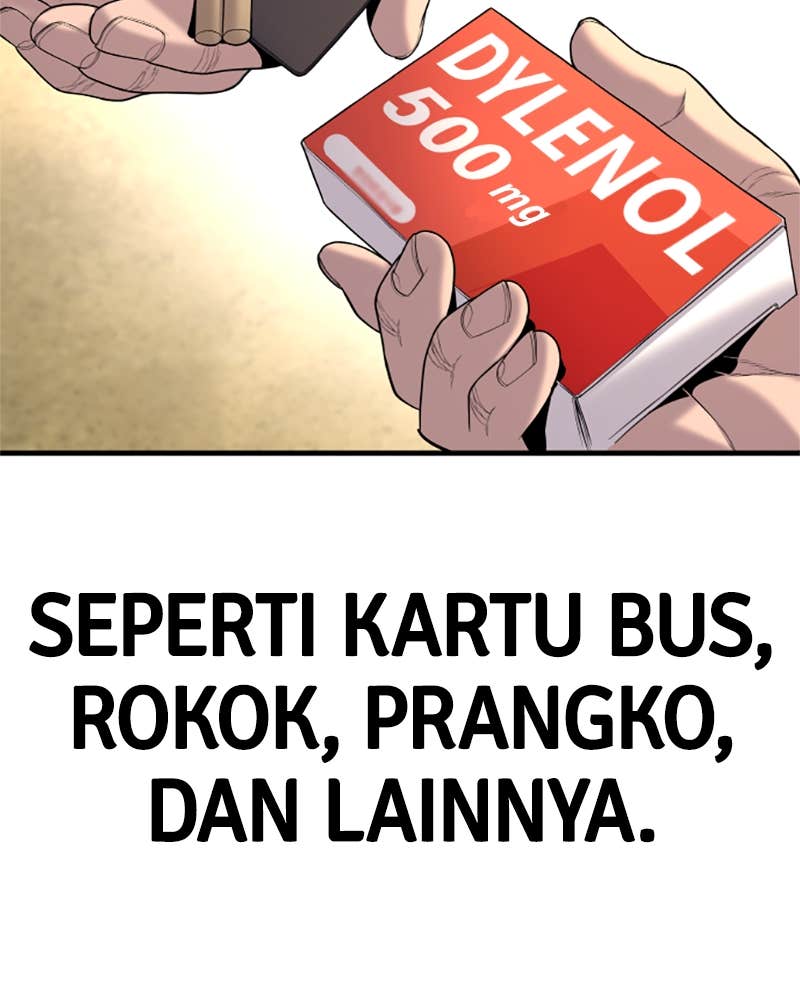 DYLENOL
500 mg
SEPERTI KARTU BUS,
ROKOK, PRANGKO,
DAN LAINNYA.